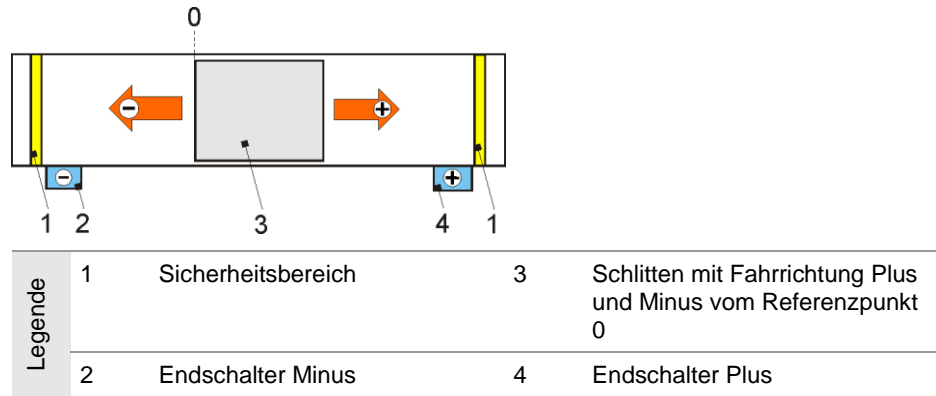 0
− +
− +
1 2 3 4 1
Legende
1 Sicherheitsbereich 3 Schlitten mit Fahrrichtung Plus
und Minus vom Referenzpunkt
0
2 Endschalter Minus 4 Endschalter Plus